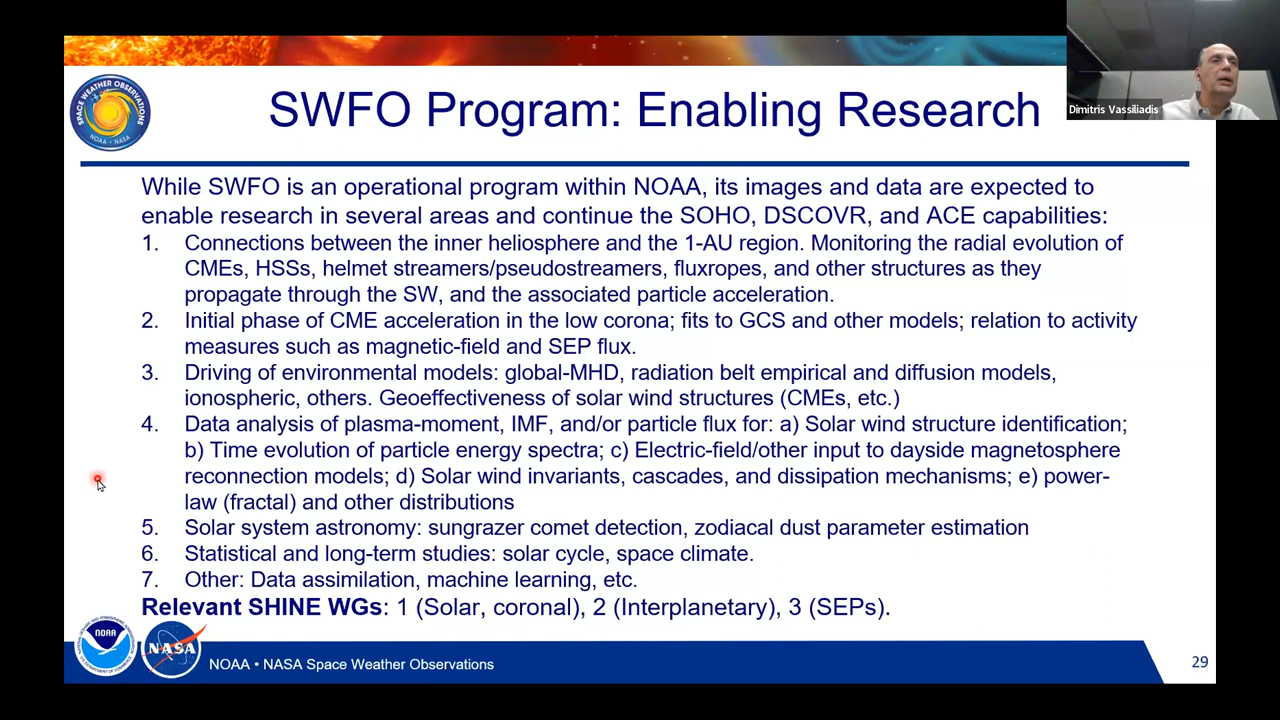 SPACE WEATHER OBSERVATIONS
NOAA • NASA
SWFO Program: Enabling Research
Dimitris Vassiliadis
While SWFO is an operational program within NOAA, its images and data are expected to
enable research in several areas and continue the SOHO, DSCOVR, and ACE capabilities:
1. Connections between the inner heliosphere and the 1-AU region. Monitoring the radial evolution of
CMEs, HSSs, helmet streamers/pseudostreamers, fluxropes, and other structures as they
propagate through the SW, and the associated particle acceleration.
2. Initial phase of CME acceleration in the low corona; fits to GCS and other models; relation to activity
measures such as magnetic-field and SEP flux.
3. Driving of environmental models: global-MHD, radiation belt empirical and diffusion models,
ionospheric, others. Geoeffectiveness of solar wind structures (CMEs, etc.)
4. Data analysis of plasma-moment, IMF, and/or particle flux for: a) Solar wind structure identification;
b) Time evolution of particle energy spectra; c) Electric-field/other input to dayside magnetosphere
reconnection models; d) Solar wind invariants, cascades, and dissipation mechanisms; e) power-
law (fractal) and other distributions
5. Solar system astronomy: sungrazer comet detection, zodiacal dust parameter estimation
6. Statistical and long-term studies: solar cycle, space climate.
7. Other: Data assimilation, machine learning, etc.
Relevant SHINE WGs: 1 (Solar, coronal), 2 (Interplanetary), 3 (SEPs).
NOAA
NASA
NOAA • NASA Space Weather Observations
29